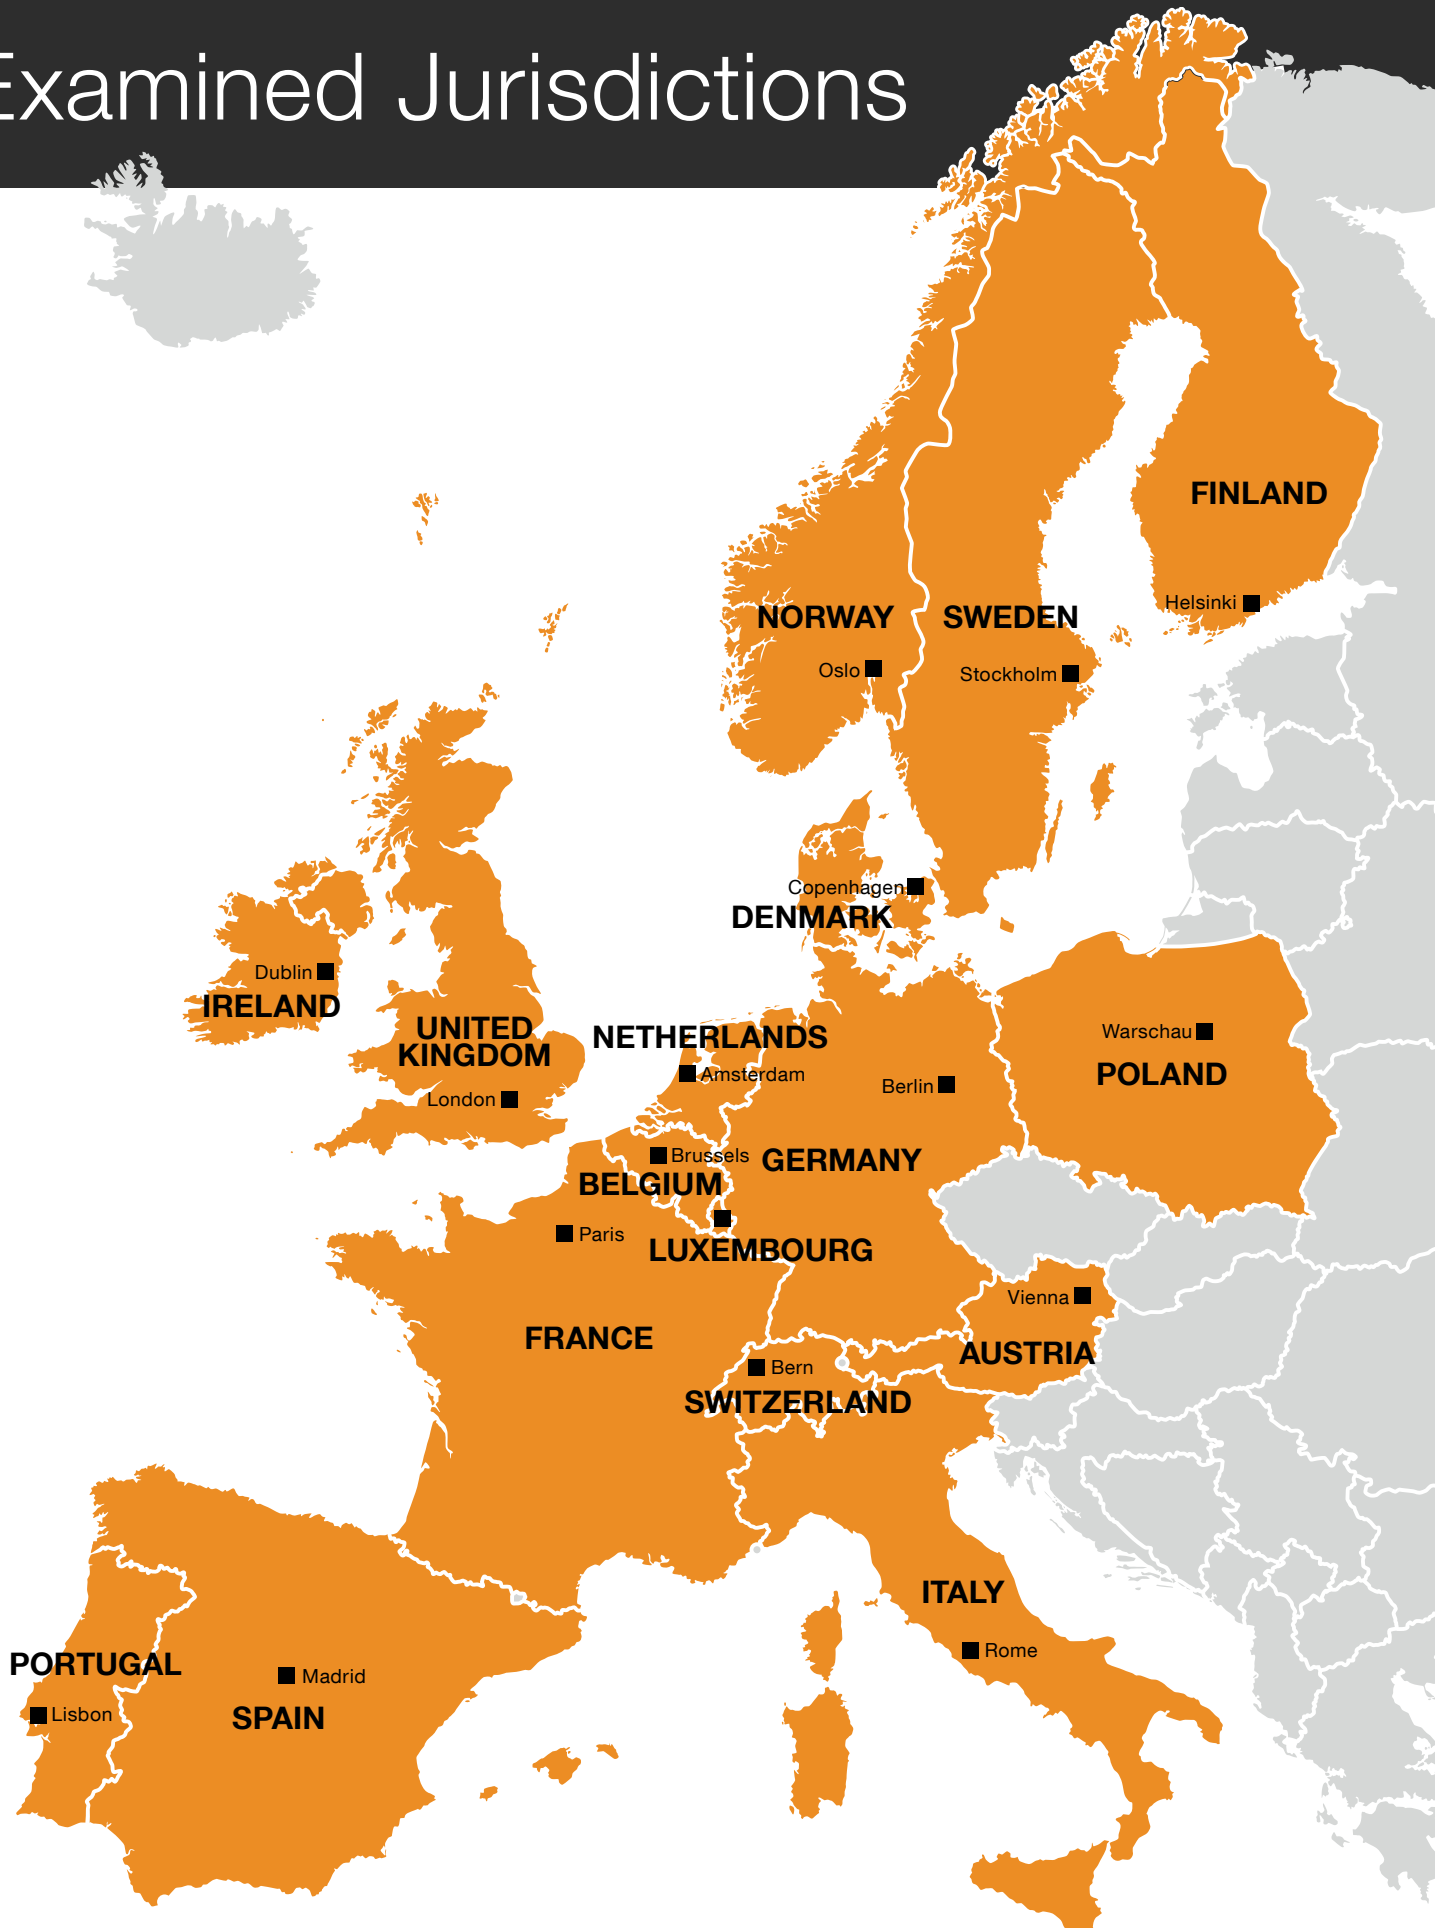 Examined Jurisdictions
FINLAND
Helsinki
NORWAY
SWEDEN
Oslo
Stockholm
Copenhagen
DENMARK
Dublin
IRELAND
UNITED
KINGDOM
London
NETHERLANDS
Amsterdam
Berlin
Warschau
POLAND
Brussels
GERMANY
BELGIUM
Paris
LUXEMBOURG
Vienna
FRANCE
AUSTRIA
Bern
SWITZERLAND
ITALY
Rome
PORTUGAL
Madrid
Lisbon
SPAIN